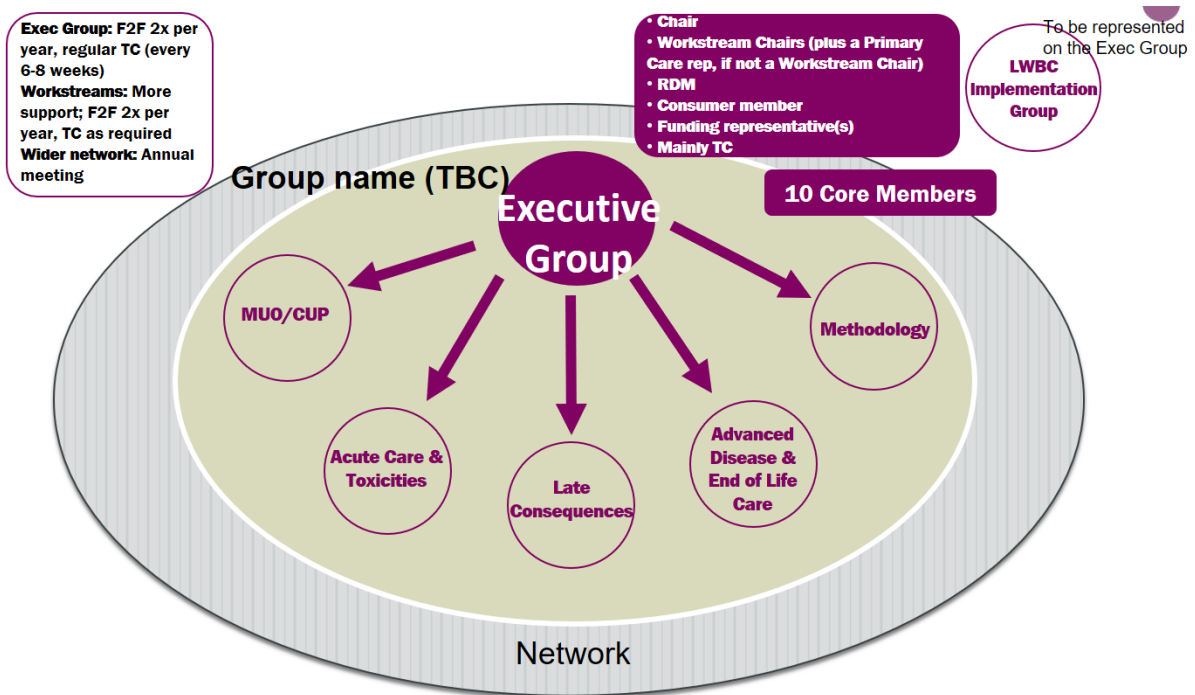 Exec Group: F2F 2x per
year, regular TC (every
6-8 weeks)
Workstreams: More
support; F2F 2x per
year, TC as required
Wider network: Annual
meeting
• Chair
• Workstream Chairs (plus a Primary
Care rep, if not a Workstream Chair)
• RDM
• Consumer member
• Funding representative(s)
• Mainly TC
To be represented
on the Exec Group
LWBC
Implementation
Group
10 Core Members
Group name (TBC)
Executive
Group
MUO/CUP
Acute Care &
Toxicities
Late
Consequences
Advanced
Disease &
End of Life
Care
Methodology
Network